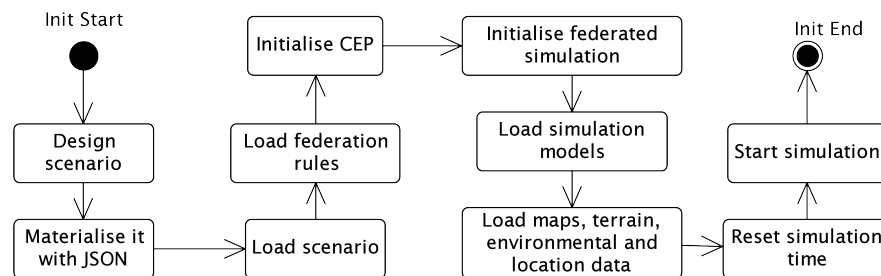 Init Start
Design
scenario
Materialise it
with JSON
Load scenario
Load federation
rules
Initialise CEP
Initialise federated
simulation
Load simulation
models
Load maps, terrain,
environmental and
location data
Reset simulation
time
Start simulation
Init End